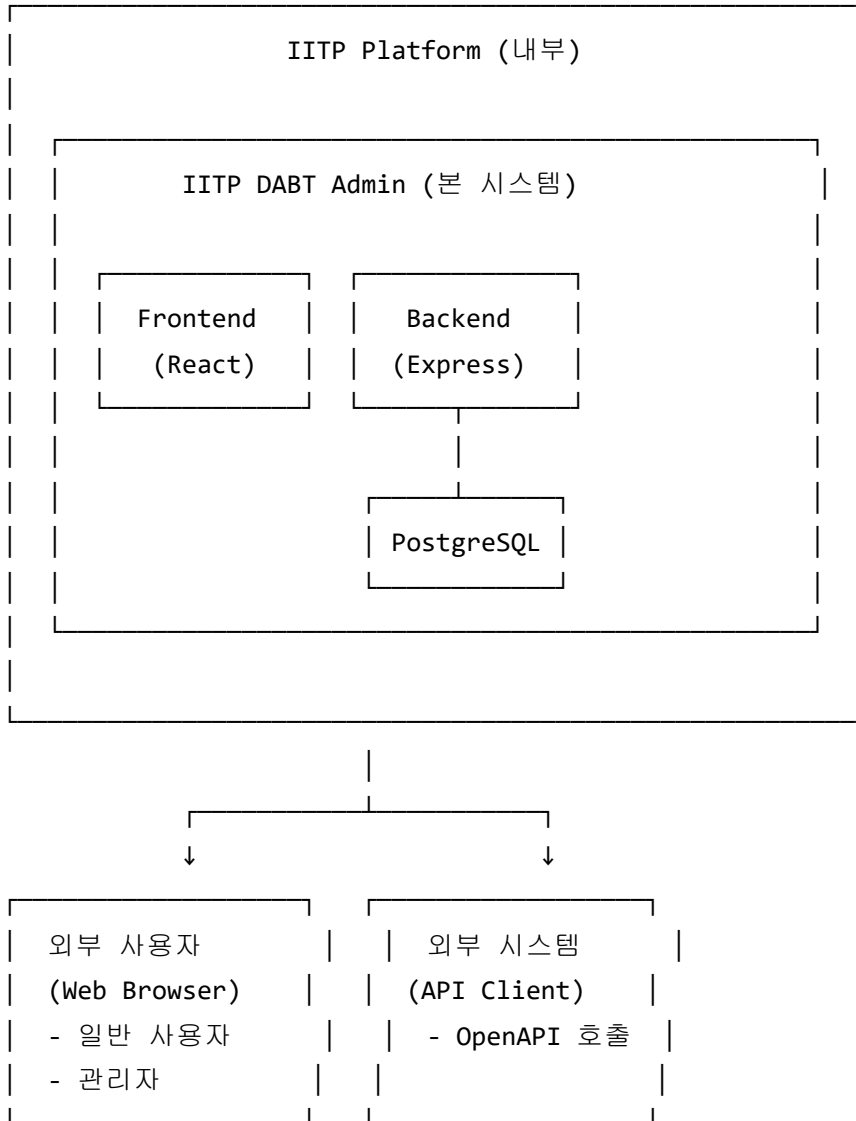 IITP Platform (내부)
IITP DABT Admin (본 시스템)
Frontend Backend
(React) (Express)
PostgreSQL
외부 사용자 외부 시스템
(Web Browser) (API Client)
- 일반 사용자 - OpenAPI 호출
- 관리자